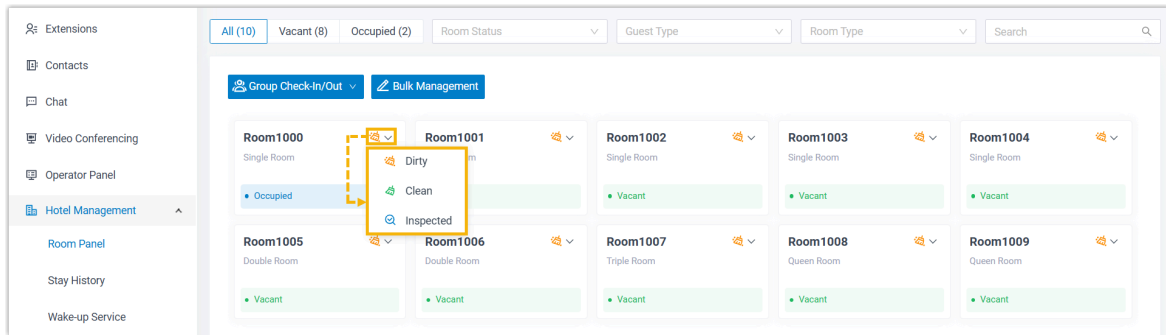 Extensions
Contacts
Chat
Video Conferencing
Operator Panel
Hotel Management
Room Panel
Stay History
Wake-up Service
All (10) Vacant (8) Occupied (2) Room Status Guest Type Room Type Search
Group Check-In/Out Bulk Management
Room1000 Room1001 Room1002 Room1003 Room1004
Single Room Single Room Single Room Single Room
Occupied Vacant Vacant Vacant
Dirty
Clean
Inspected
Room1005 Room1006 Room1007 Room1008 Room1009
Double Room Double Room Triple Room Queen Room Queen Room
Vacant Vacant Vacant Vacant Vacant